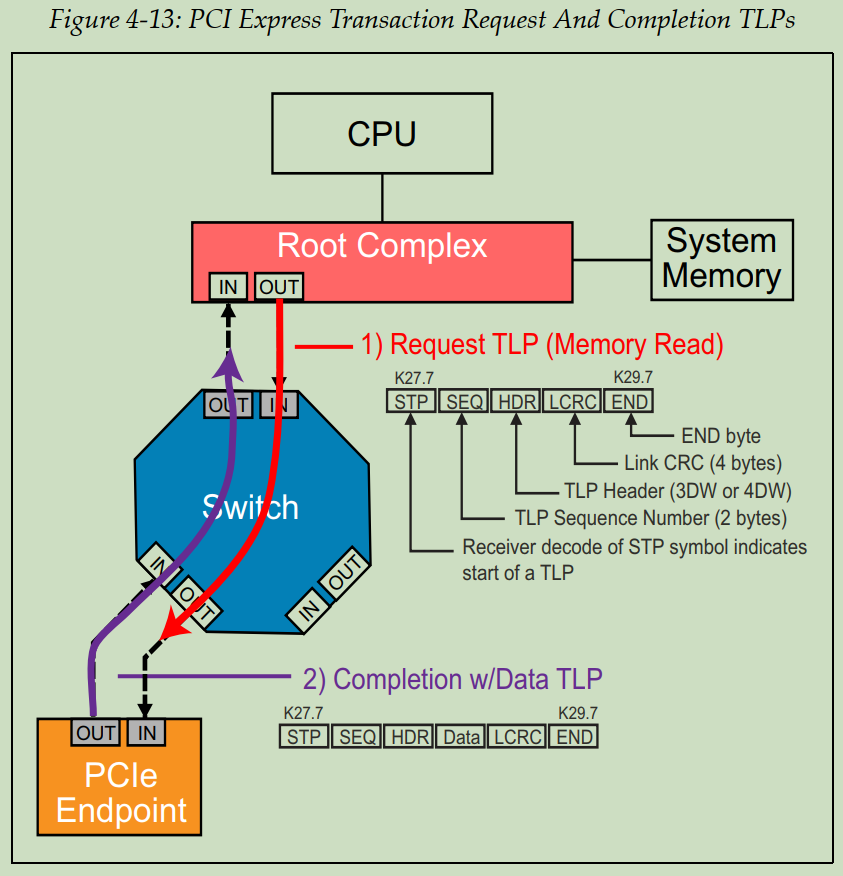 Figure 4-13: PCI Express Transaction Request And Completion TLPs
CPU
Root Complex
System
Memory
IN
OUT
1) Request TLP (Memory Read)
K27.7
K29.7
STP
SEQ
HDR
LCRC
END
OUT
IN
END byte
Link CRC (4 bytes)
TLP Header (3DW or 4DW)
TLP Sequence Number (2 bytes)
Receiver decode of STP symbol indicates
start of a TLP
Switch
IN
OUT
IN
OUT
2) Completion w/Data TLP
K27.7
K29.7
STP
SEQ
HDR
Data
LCRC
END
OUT
IN
PCIe
Endpoint